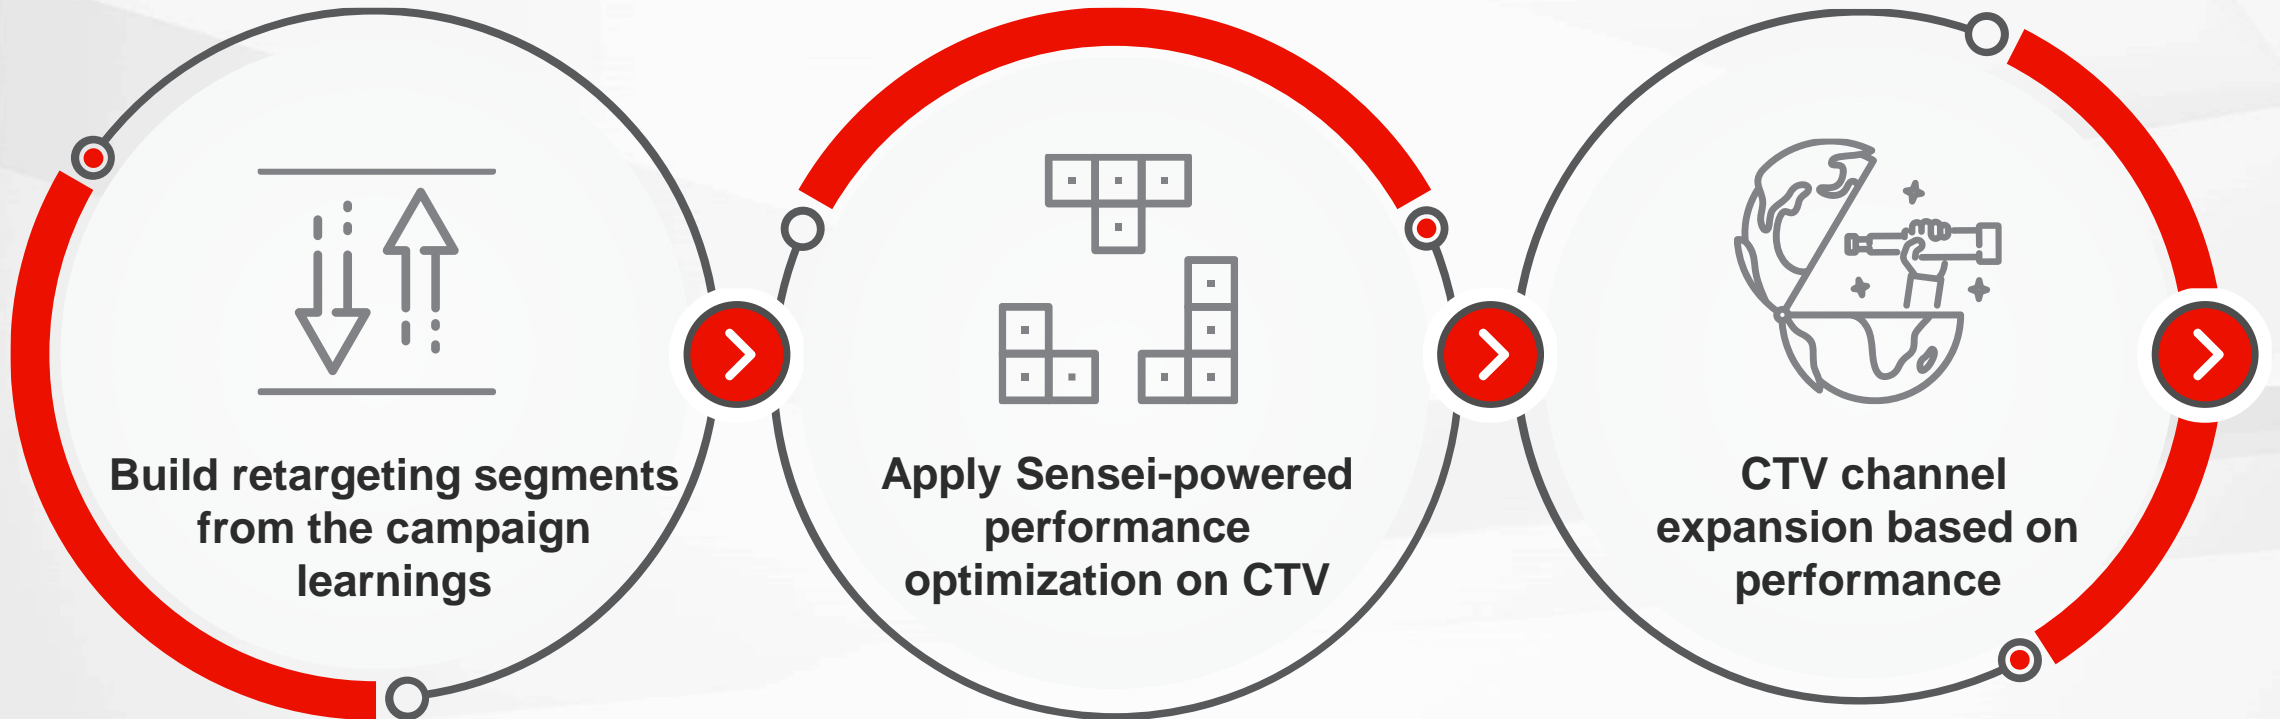 Build retargeting segments
from the campaign
learnings
Apply Sensei-powered
performance
optimization on CTV
CTV channel
expansion based on
performance